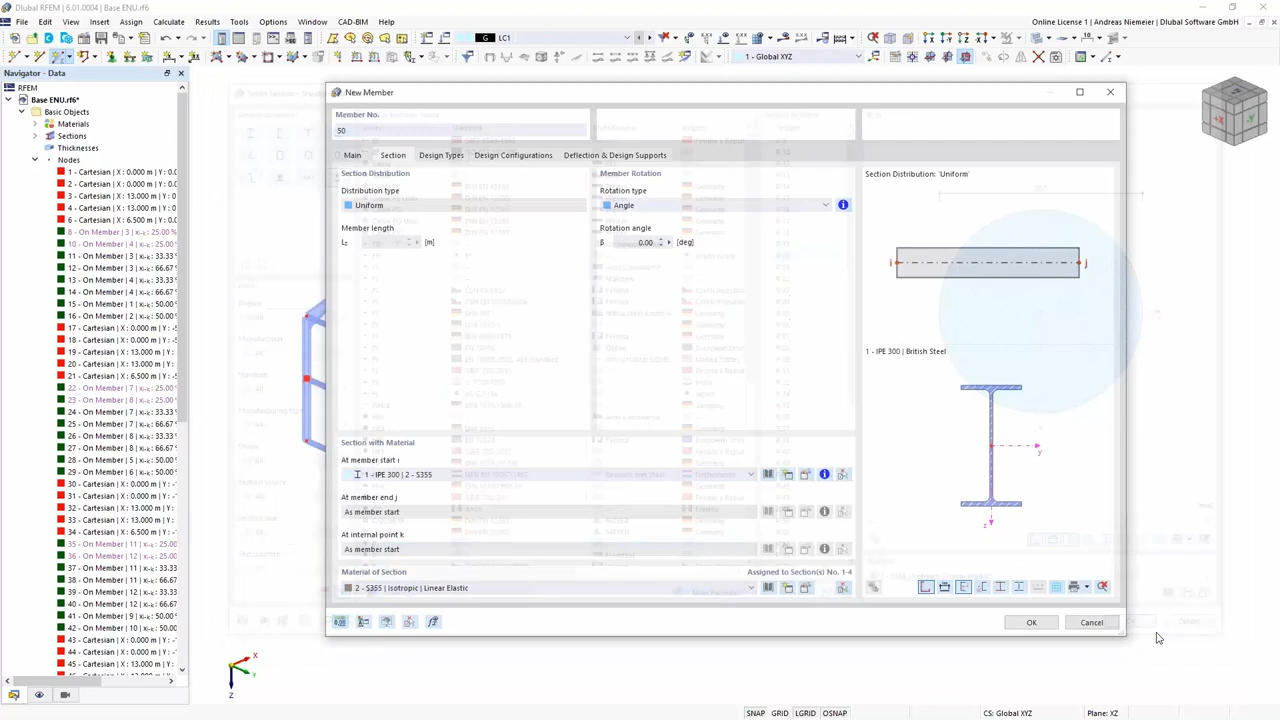 Dlubal RFEM | 6.01.0004 | Base ENU.rf6
File Edit View Insert Assign Calculate Results Tools Options Window CAD-BIM Help
Online License 1 | Andreas Niemeier | Dlubal Software GmbH
G LC1
1 - Global XYZ
Navigator - Data
RFEM
Base ENU.rf6*
Basic Objects
Materials
Sections
Thicknesses
Nodes
1 - Cartesian | X : 0.000 m | Y : 0.0
2 - Cartesian | X : 0.000 m | Y : 0.0
3 - Cartesian | X : 13.000 m | Y :
4 - Cartesian | X : 13.000 m | Y :
6 - Cartesian | X : 6.500 m | Y : 0.0
8 - On Member | 3 | : 25.00 %
10 - On Member | 4 | : 25.00
11 - On Member | 3 | : 33.33
12 - On Member | 3 | : 66.67
13 - On Member | 4 | : 33.33
14 - On Member | 4 | : 66.67
15 - On Member | 1 | : 50.00
16 - On Member | 2 | : 50.00
17 - Cartesian | X : 0.000 m | Y : -5
18 - Cartesian | X : 0.000 m | Y : -
19 - Cartesian | X : 13.000 m | Y :
20 - Cartesian | X : 13.000 m | Y :
21 - Cartesian | X : 6.500 m | Y : -5
22 - On Member | 7 | : 25.00
23 - On Member | 8 | : 25.00
24 - On Member | 7 | : 33.33
25 - On Member | 7 | : 66.67
26 - On Member | 8 | : 33.33
27 - On Member | 8 | : 66.67
28 - On Member | 5 | : 50.00
29 - On Member | 6 | : 50.00
30 - Cartesian | X : 0.000 m | Y : -
31 - Cartesian | X : 0.000 m | Y : -
32 - Cartesian | X : 13.000 m | Y :
33 - Cartesian | X : 13.000 m | Y :
34 - Cartesian | X : 6.500 m | Y : -
35 - On Member | 11 | : 25.00
36 - On Member | 12 | : 25.00
37 - On Member | 11 | : 33.33
38 - On Member | 11 | : 66.67
39 - On Member | 12 | : 33.33
40 - On Member | 12 | : 66.67
41 - On Member | 9 | : 50.00
42 - On Member | 10 | : 50.00
43 - Cartesian | X : 0.000 m | Y : -1
44 - Cartesian | X : 0.000 m | Y : -
45 - Cartesian | X : 13.000 m | Y :
New Member
Member No.
50
Main Section Design Types Design Configurations Deflection & Design Supports
Section Distribution
Distribution type
Uniform
Member length
[m]
Member Rotation
Rotation type
Angle
Rotation angle
β 0.00 [deg]
Section with Material
At member start i
1 - IPE 300 | 2 - S355
At member end j
As member start
At internal point k
As member start
Material of Section Assigned to Section(s) No. 1-4
2 - S355 | Isotropic | Linear Elastic
Section Distribution: 'Uniform'
i j
1 - IPE 300 | British Steel
y
z
OK Cancel
X
Y
Z
+X -Y
SNAP GRID LGRID OSNAP CS: Global XYZ Plane: XZ